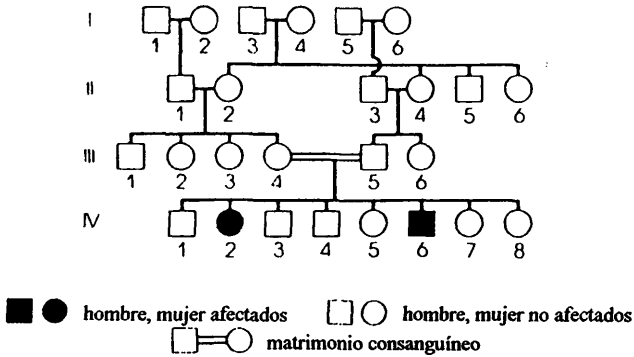 I
1 2 3 4 5 6
II
1 2 3 4 5 6
III
1 2 3 4 5 6
IV
1 2 3 4 5 6 7 8
hombre, mujer afectados hombre, mujer no afectados
matrimonio consanguíneo